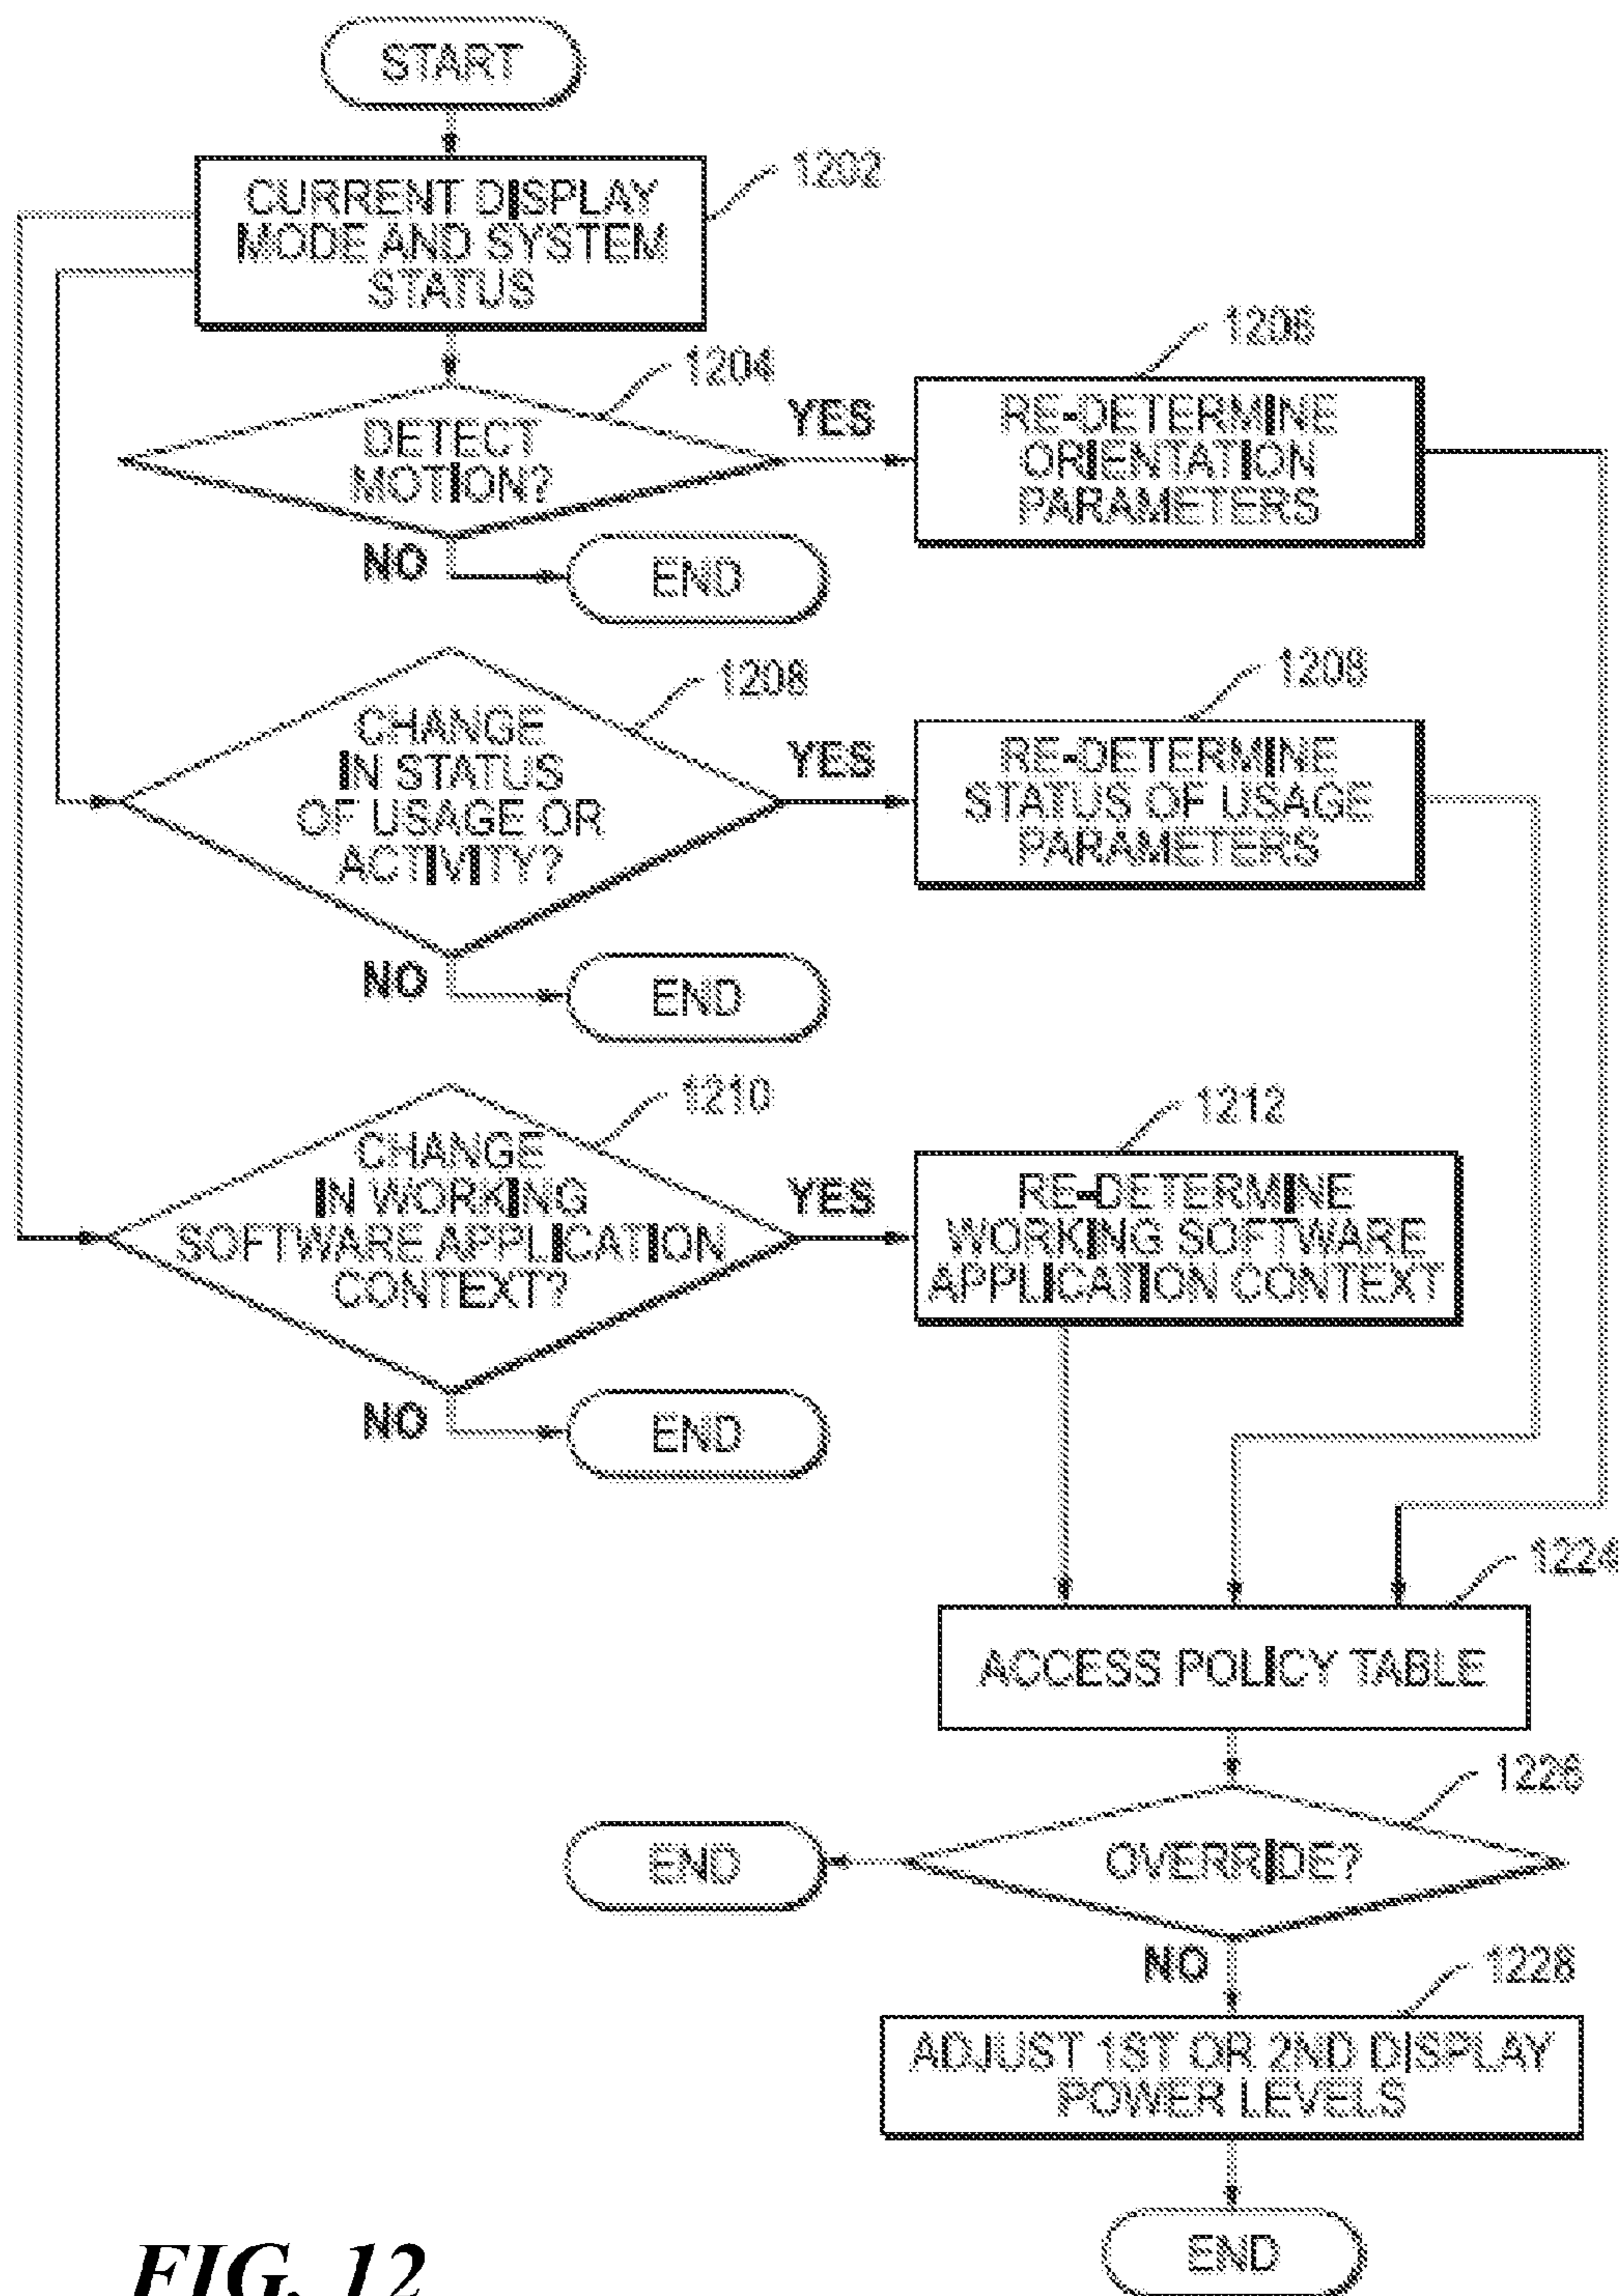 START
1202
CURRENT DISPLAY
MODE AND SYSTEM
STATUS
1204
DETECT
MOTION?
YES
1206
RE-DETERMINE
ORIENTATION
PARAMETERS
NO
END
1208
CHANGE
IN STATUS
OF USAGE OR
ACTIVITY?
YES
1209
RE-DETERMINE
STATUS OF USAGE
PARAMETERS
NO
END
1210
CHANGE
IN WORKING
SOFTWARE APPLICATION
CONTEXT?
YES
1212
RE-DETERMINE
WORKING SOFTWARE
APPLICATION CONTEXT
NO
END
1224
ACCESS POLICY TABLE
1226
OVERRIDE?
END
NO
1228
ADJUST 1ST OR 2ND DISPLAY
POWER LEVELS
END
FIG. 12